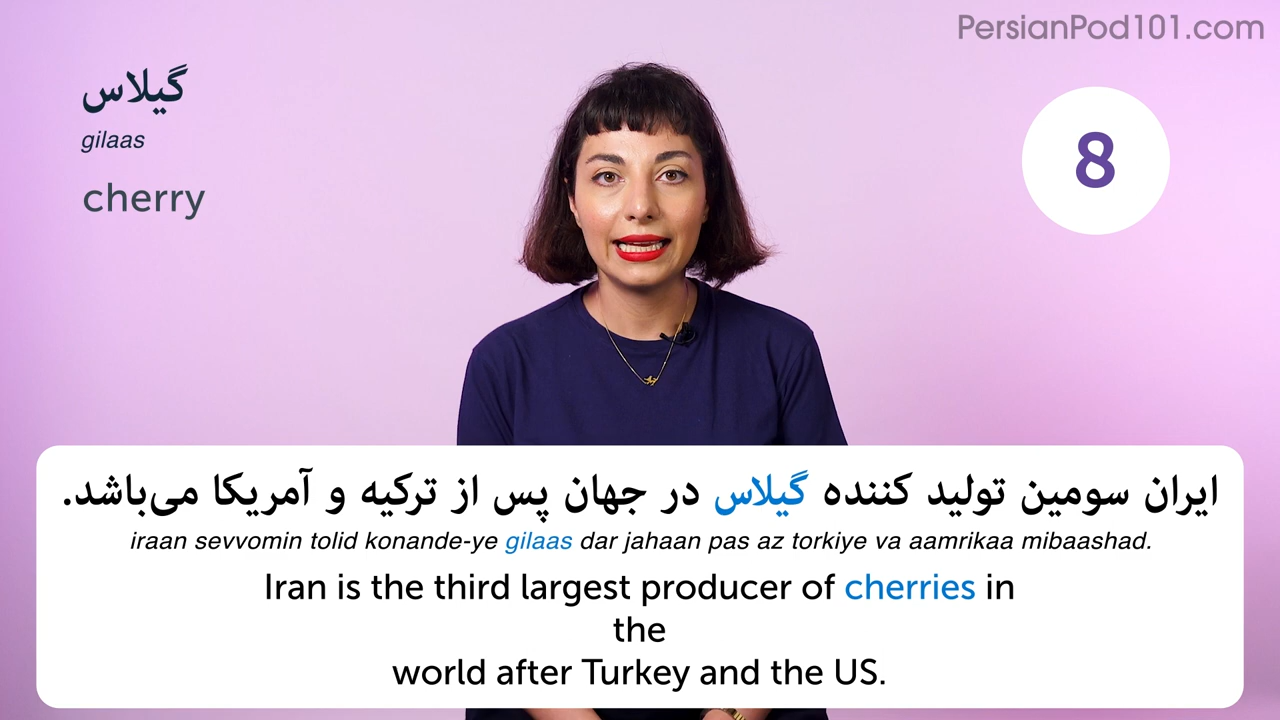 PersianPod101.com
گیلاس
gilaas
cherry
8
ایران سومین تولید کننده گیلاس در جهان پس از ترکیه و آمریکا می‌باشد.
iraan sevvomin tolid konande-ye gilaas dar jahaan pas az torkiye va aamrikaa mibaashad.
Iran is the third largest producer of cherries in
the
world after Turkey and the US.